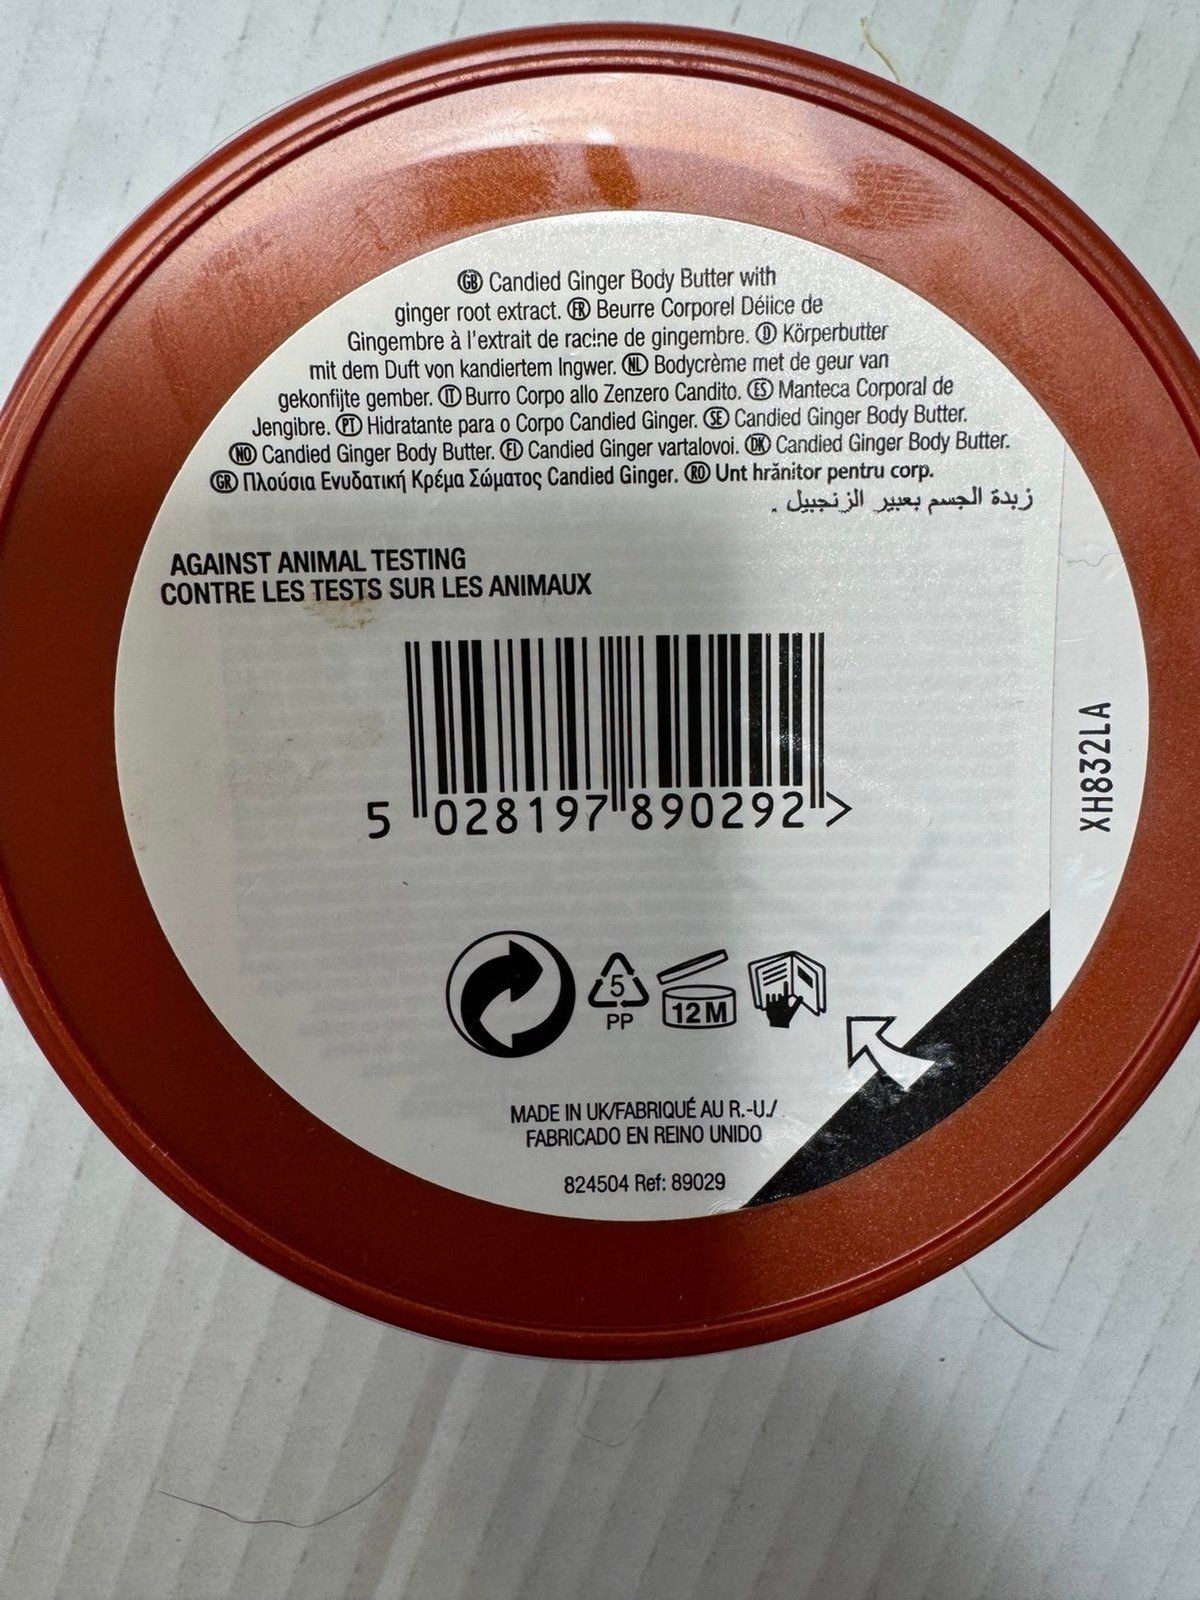 GB Candied Ginger Body Butter with
ginger root extract. FR Beurre Corporel Délice de
Gingembre à l'extrait de racine de gingembre. D Körperbutter
mit dem Duft von kandiertem Ingwer. NL Bodycrème met de geur van
gekonfijte gember. IT Burro Corpo allo Zenzero Candito. ES Manteca Corporal de
Jengibre. PT Hidratante para o Corpo Candied Ginger. SE Candied Ginger Body Butter.
NO Candied Ginger Body Butter. FI Candied Ginger vartalovoi. DK Candied Ginger Body Butter.
GR Πλούσια Ενυδατική Κρέμα Σώματος Candied Ginger. RO Unt hrănitor pentru corp.
زبدة الجسم بعبير الزنجبيل .
AGAINST ANIMAL TESTING
CONTRE LES TESTS SUR LES ANIMAUX
XH832LA
5 028197 890292 >
5
PP
12 M
MADE IN UK/FABRIQUÉ AU R.-U./
FABRICADO EN REINO UNIDO
824504 Ref: 89029